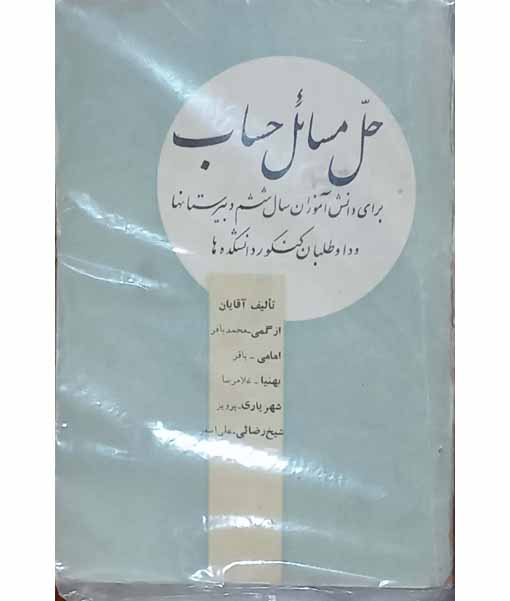 حلّ مسائل حساب
برای دانش آموزان سال ششم دبیرستانها
و داوطلبان کنکور دانشکده ها
تألیف آقایان
ازگمی-محمدباقر
امامی - باقر
بهنیا - غلامرضا
شهریاری-پرویز
شیخ رضائی-علی اصغر